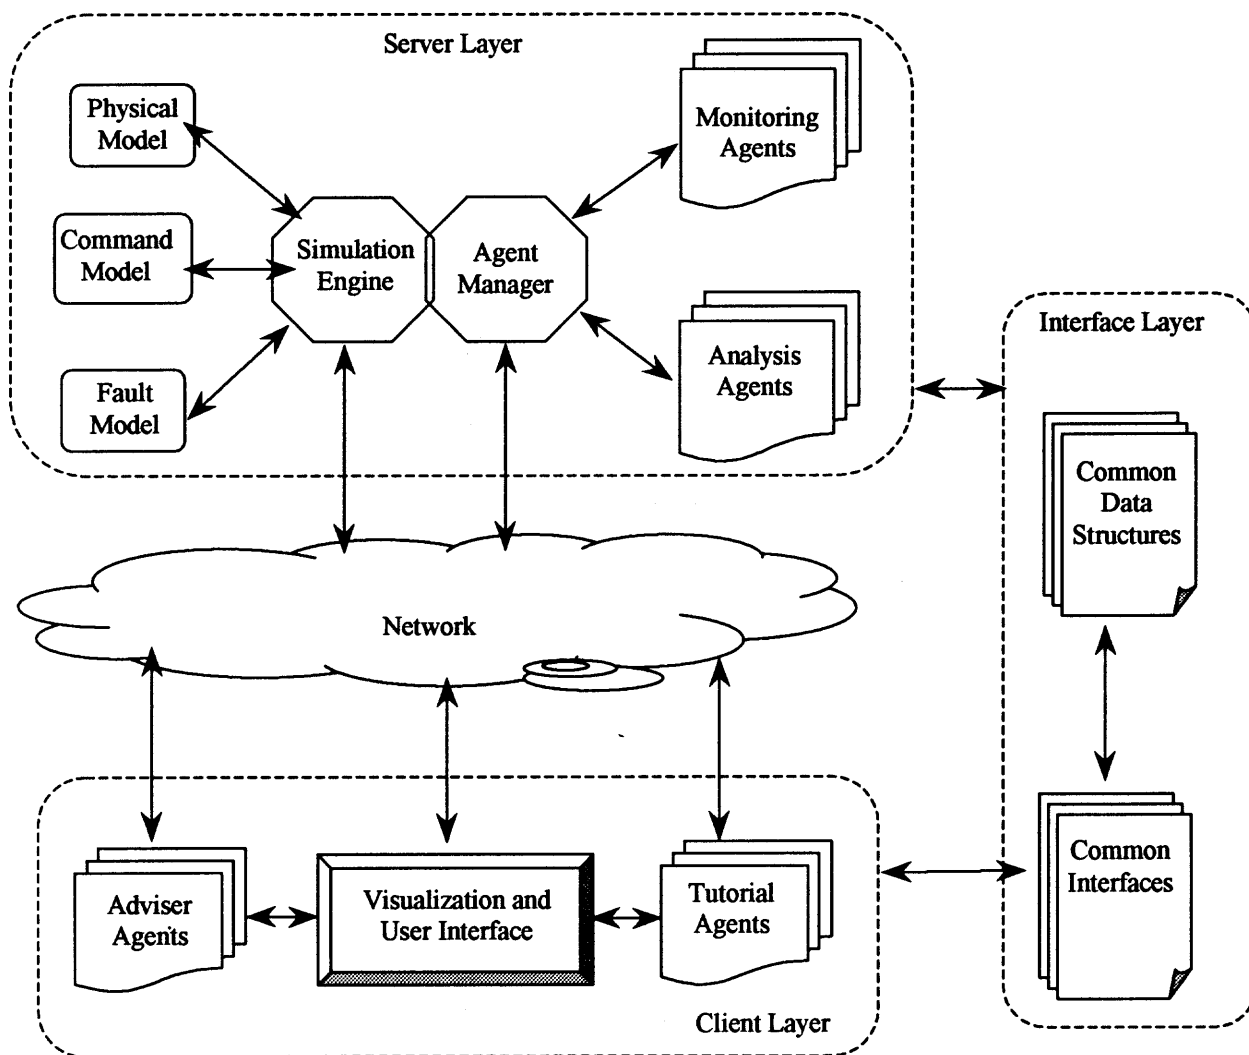 Server Layer
Physical
Model
Monitoring
Agents
Command
Model
Simulation
Engine
Agent
Manager
Fault
Model
Analysis
Agents
Interface Layer
Common
Data
Structures
Network
Common
Interfaces
Adviser
Agents
Visualization and
User Interface
Tutorial
Agents
Client Layer